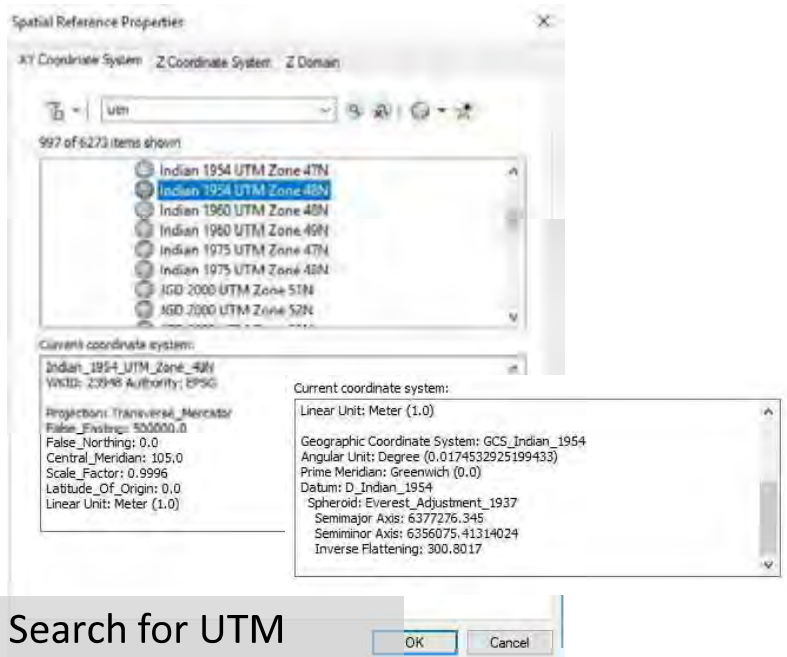 Spatial Reference Properties
XY Coordinate System Z Coordinate System Z Domain
utm
997 of 6273 items shown
Indian 1954 UTM Zone 47N
Indian 1954 UTM Zone 48N
Indian 1960 UTM Zone 48N
Indian 1960 UTM Zone 49N
Indian 1975 UTM Zone 47N
Indian 1975 UTM Zone 48N
JGD 2000 UTM Zone 51N
JGD 2000 UTM Zone 52N
Current coordinate system:
Indian_1954_UTM_Zone_48N
WKID: 23948 Authority: EPSG
Projection: Transverse_Mercator
False_Easting: 500000.0
False_Northing: 0.0
Central_Meridian: 105.0
Scale_Factor: 0.9996
Latitude_Of_Origin: 0.0
Linear Unit: Meter (1.0)
Current coordinate system:
Linear Unit: Meter (1.0)
Geographic Coordinate System: GCS_Indian_1954
Angular Unit: Degree (0.0174532925199433)
Prime Meridian: Greenwich (0.0)
Datum: D_Indian_1954
Spheroid: Everest_Adjustment_1937
Semimajor Axis: 6377276.345
Semiminor Axis: 6356075.41314024
Inverse Flattening: 300.8017
Search for UTM
OK Cancel